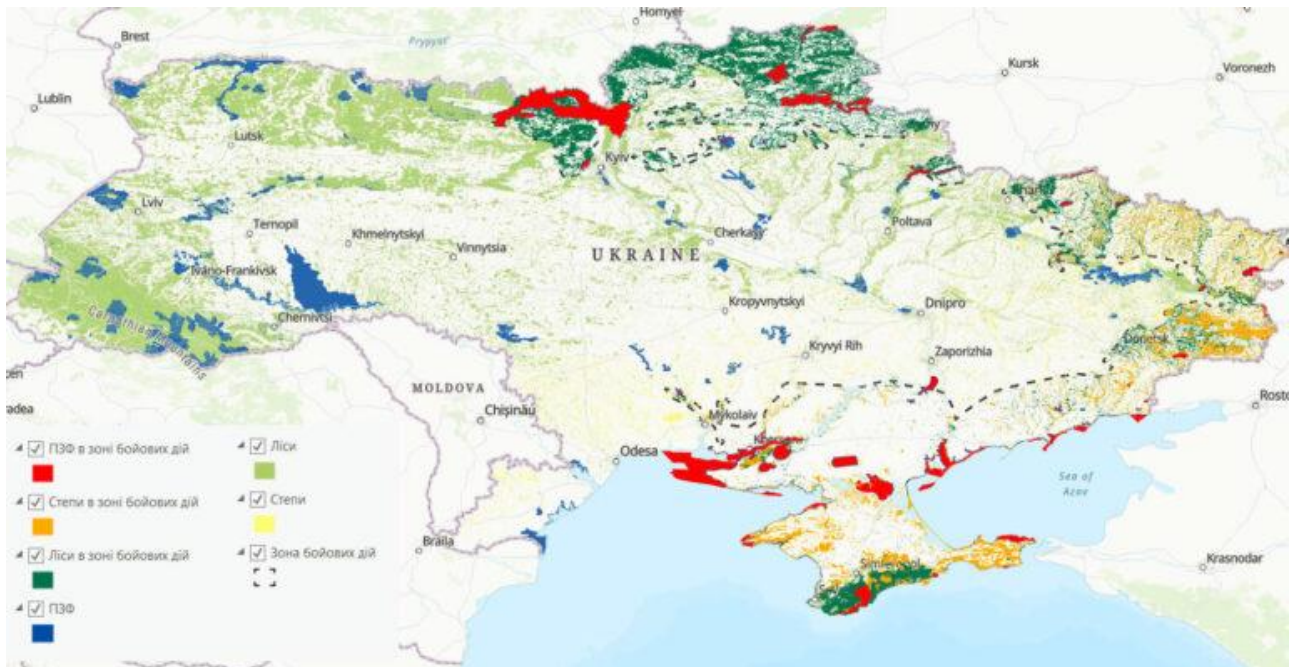 Homyel'
Brest
Prypyat'
Kursk
Voronezh
Lublin
Lutsk
Kyiv
Lviv
Ternopil
Khmelnytskyi
Vinnytsia
Cherkasy
Poltava
UKRAINE
Ivano-Frankivsk
Chernivtsi
Carpathian Mountains
Kropyvnytskyi
Dnipro
Donetsk
Kryvyi Rih
Zaporizhia
MOLDOVA
Chișinău
Mykolaiv
Odesa
Sea of
Azov
Braila
Krasnodar
ПЗФ в зоні бойових дій
Ліси
Степи в зоні бойових дій
Степи
Ліси в зоні бойових дій
Зона бойових дій
ПЗФ